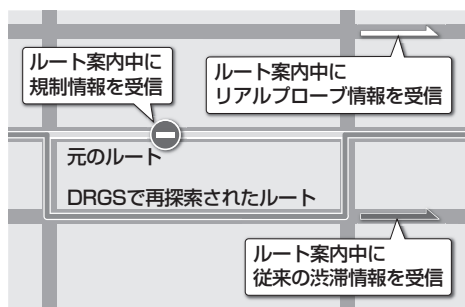 ルート案内中に
規制情報を受信
ルート案内中に
リアルプローブ情報を受信
元のルート
DRGSで再探索されたルート
ルート案内中に
従来の渋滞情報を受信